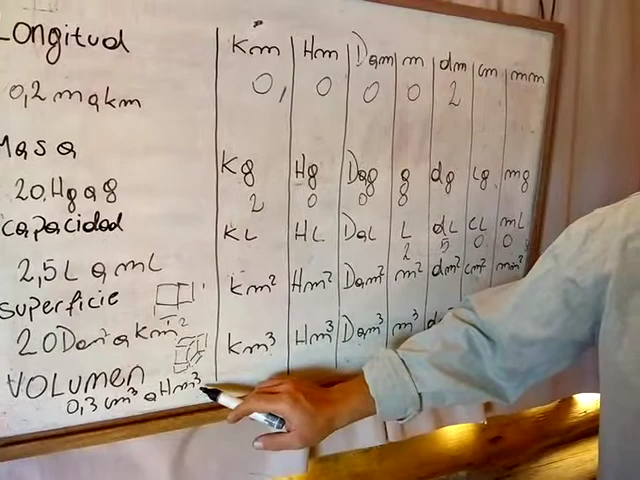 Longitud Km Hm Dam m dm cm mm
0,2 m a km 0, 0 0 0 2
Masa Kg Hg Dag g dg cg mg
20,Hg a g 2 0 0 0
Capacidad KL HL DaL L dL cL mL
2,5 L a mL 2 5 0 0
Superficie km² Hm² Dam² m² dm² cm² mm²
20Dam² a Km²
VOLUMEN km³ Hm³ Dam³ m³
0,3 cm³ a Hm³